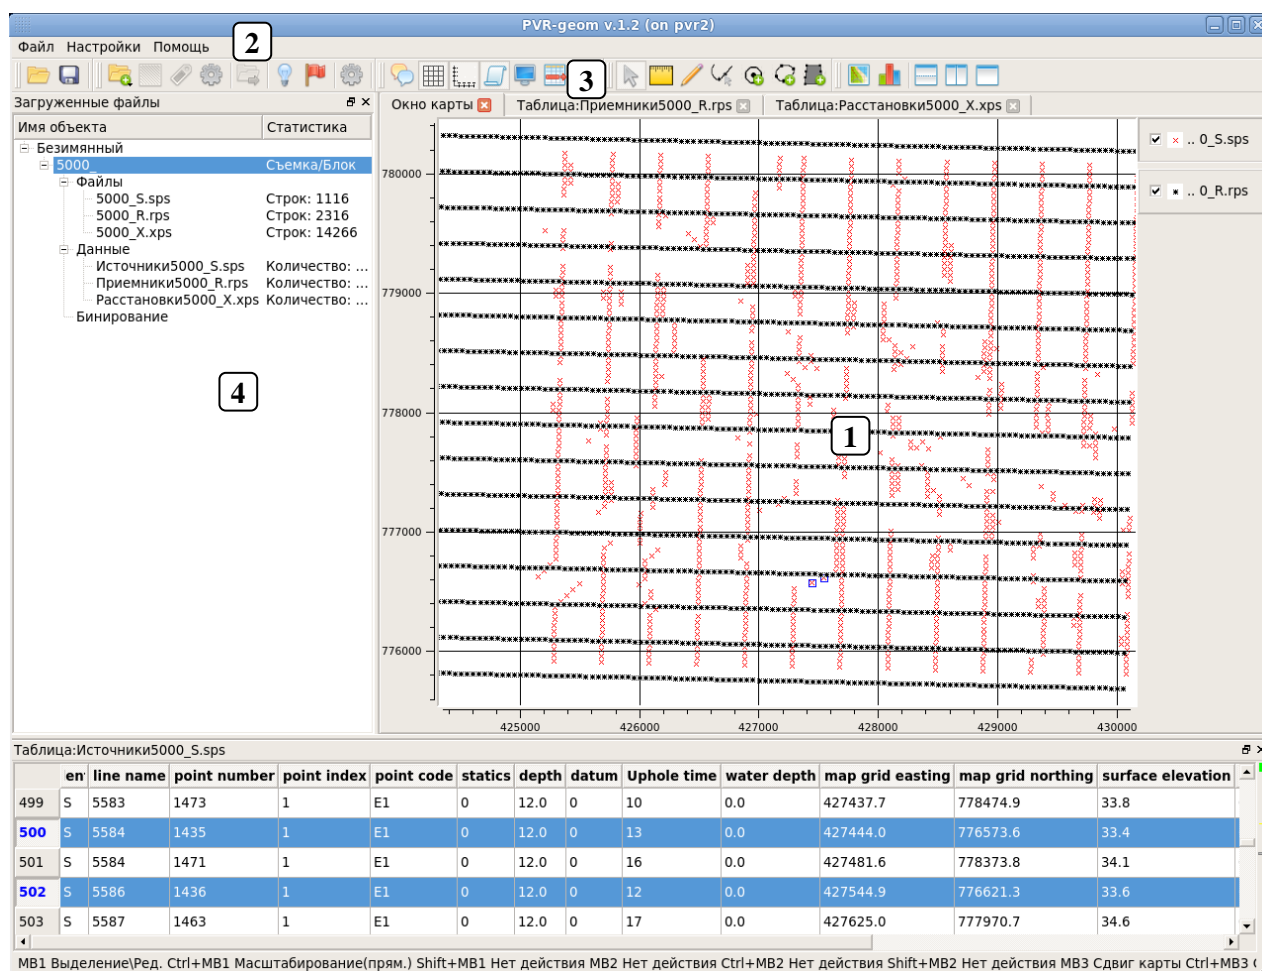 PVR-geom v.1.2 (on pvr2)
Файл Настройки Помощь
2
3
Загруженные файлы
Имя объекта Статистика
Безимянный
5000_ Съемка/Блок
Файлы
5000_S.sps Строк: 1116
5000_R.rps Строк: 2316
5000_X.xps Строк: 14266
Данные
Источники5000_S.sps Количество: ...
Приемники5000_R.rps Количество: ...
Расстановки5000_X.xps Количество: ...
Бинирование
4
Окно карты Таблица:Приемники5000_R.rps Таблица:Расстановки5000_X.xps
780000
779000
778000
777000
776000
1
425000 426000 427000 428000 429000 430000
.. 0_S.sps
.. 0_R.rps
Таблица:Источники5000_S.sps
en line name point number point index point code statics depth datum Uphole time water depth map grid easting map grid northing surface elevation
499 S 5583 1473 1 E1 0 12.0 0 10 0.0 427437.7 778474.9 33.8
500 S 5584 1435 1 E1 0 12.0 0 13 0.0 427444.0 776573.6 33.4
501 S 5584 1471 1 E1 0 12.0 0 16 0.0 427481.6 778373.8 34.1
502 S 5586 1436 1 E1 0 12.0 0 12 0.0 427544.9 776621.3 33.6
503 S 5587 1463 1 E1 0 12.0 0 17 0.0 427625.0 777970.7 34.6
MB1 Выделение\Ред. Ctrl+MB1 Масштабирование(прям.) Shift+MB1 Нет действия MB2 Нет действия Ctrl+MB2 Нет действия Shift+MB2 Нет действия MB3 Сдвиг карты Ctrl+MB3